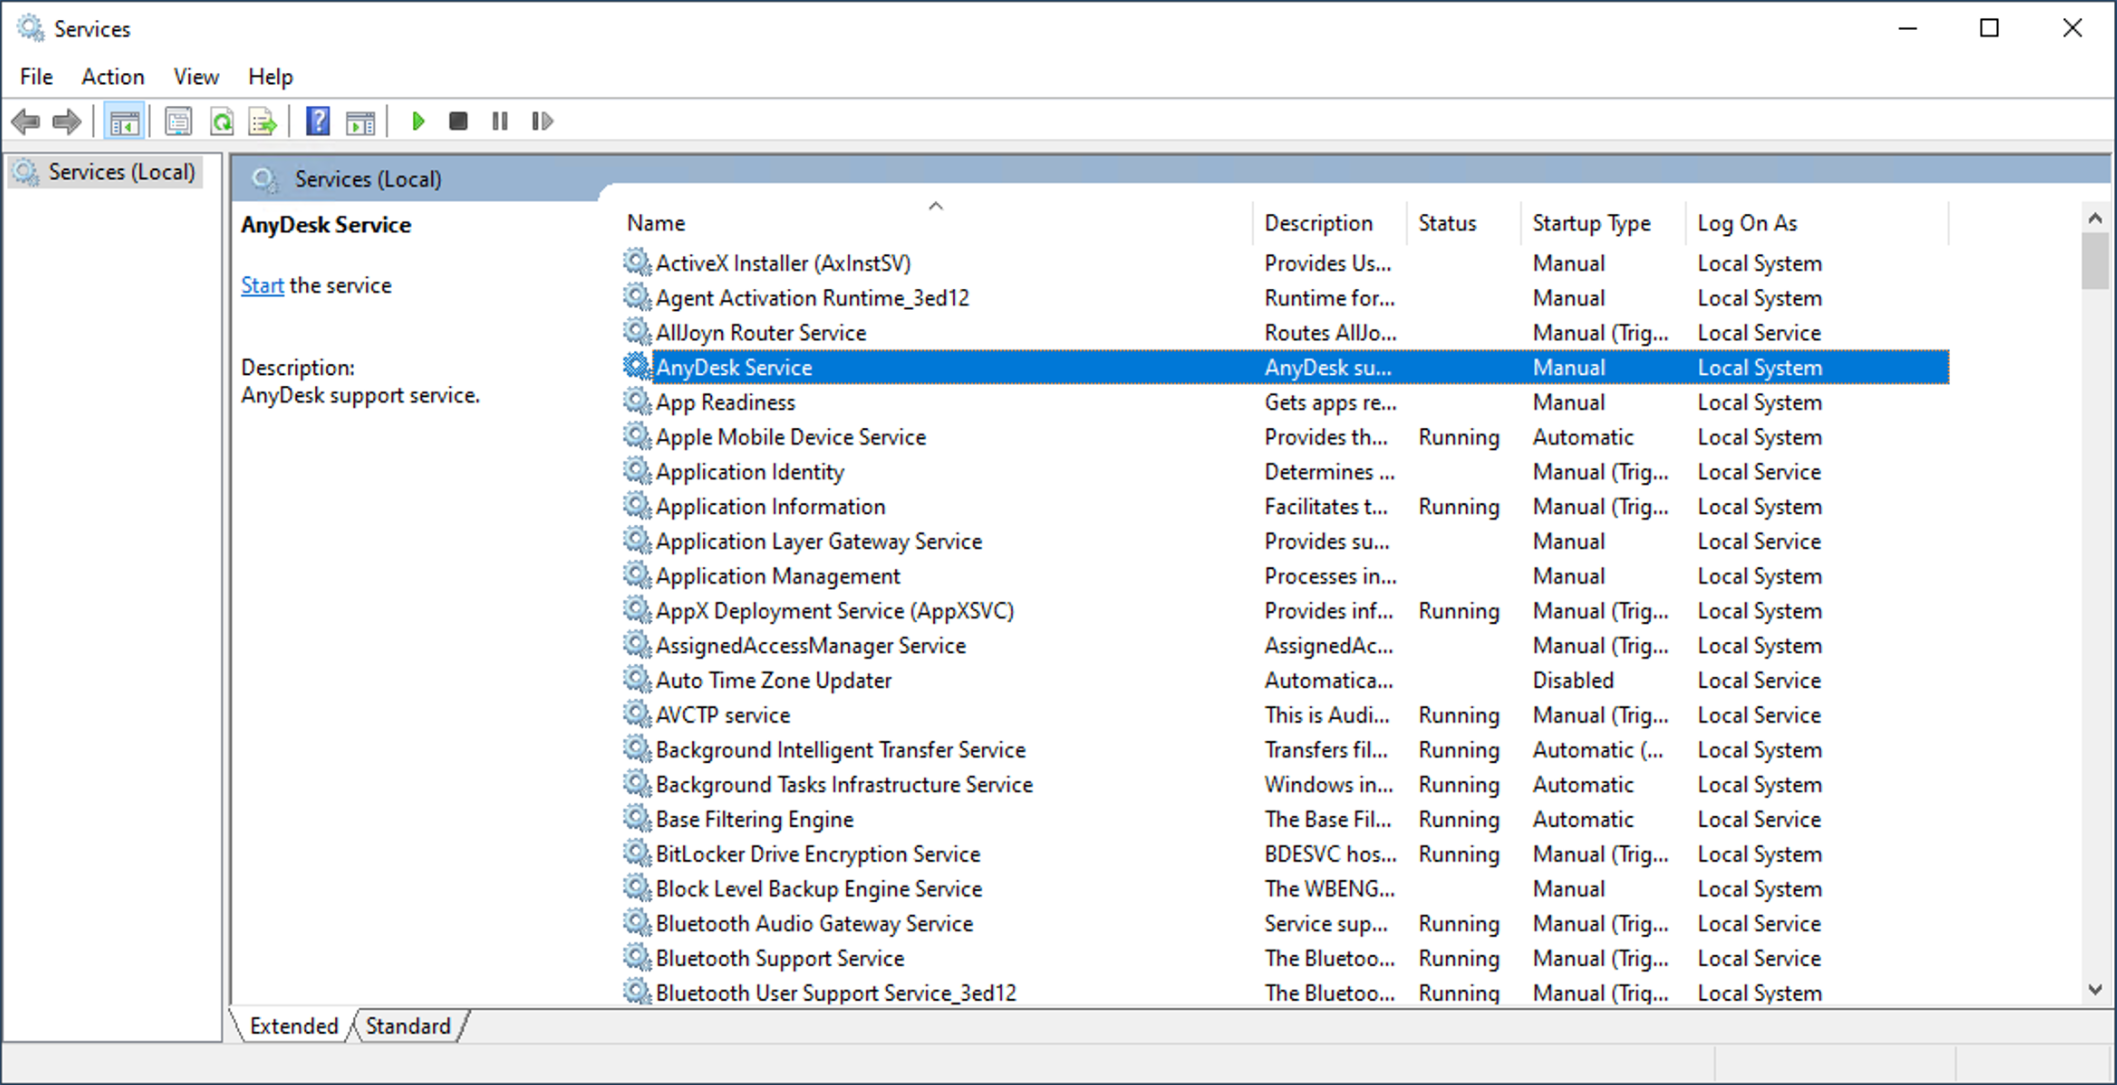 Services
File Action View Help
Services (Local)
Services (Local)
AnyDesk Service
Start the service
Description:
AnyDesk support service.
Name Description Status Startup Type Log On As
ActiveX Installer (AxInstSV) Provides Us... Manual Local System
Agent Activation Runtime_3ed12 Runtime for... Manual Local System
AllJoyn Router Service Routes AllJo... Manual (Trig... Local Service
AnyDesk Service AnyDesk su... Manual Local System
App Readiness Gets apps re... Manual Local System
Apple Mobile Device Service Provides th... Running Automatic Local System
Application Identity Determines ... Manual (Trig... Local Service
Application Information Facilitates t... Running Manual (Trig... Local System
Application Layer Gateway Service Provides su... Manual Local Service
Application Management Processes in... Manual Local System
AppX Deployment Service (AppXSVC) Provides inf... Running Manual (Trig... Local System
AssignedAccessManager Service AssignedAc... Manual (Trig... Local System
Auto Time Zone Updater Automatica... Disabled Local Service
AVCTP service This is Audi... Running Manual (Trig... Local Service
Background Intelligent Transfer Service Transfers fil... Running Automatic (... Local System
Background Tasks Infrastructure Service Windows in... Running Automatic Local System
Base Filtering Engine The Base Fil... Running Automatic Local Service
BitLocker Drive Encryption Service BDESVC hos... Running Manual (Trig... Local System
Block Level Backup Engine Service The WBENG... Manual Local System
Bluetooth Audio Gateway Service Service sup... Running Manual (Trig... Local Service
Bluetooth Support Service The Bluetoo... Running Manual (Trig... Local Service
Bluetooth User Support Service_3ed12 The Bluetoo... Running Manual (Trig... Local System
Extended Standard